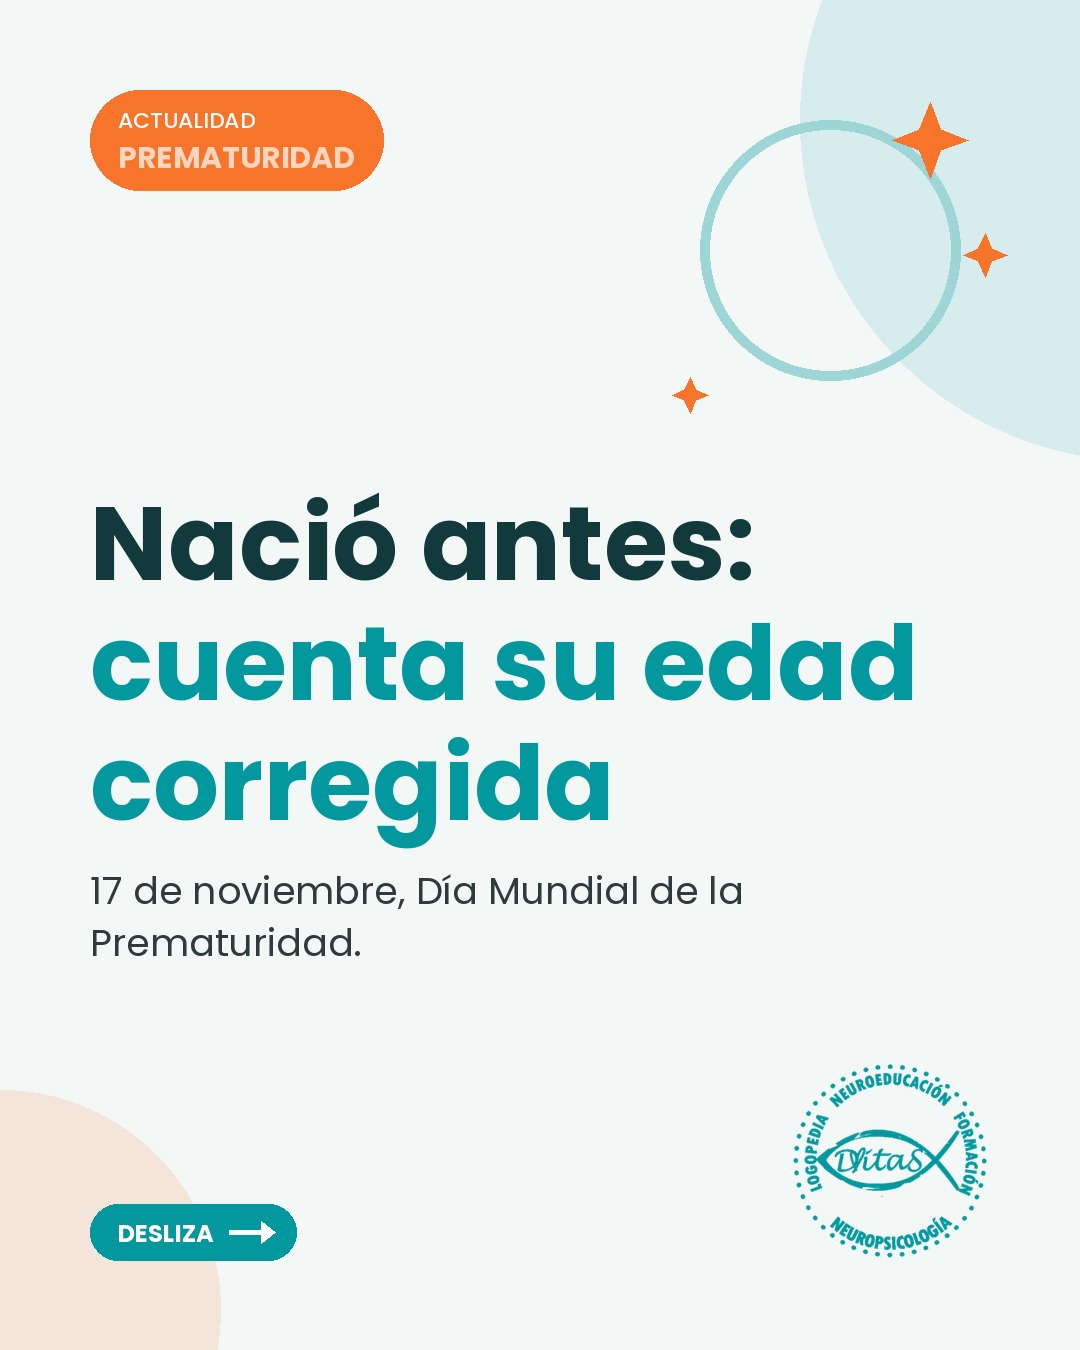 ACTUALIDAD
PREMATURIDAD
Nació antes:
cuenta su edad
corregida
17 de noviembre, Día Mundial de la
Prematuridad.
LOGOPEDIA NEUROEDUCACIÓN FORMACIÓN
NEUROPSICOLOGÍA
DESLIZA